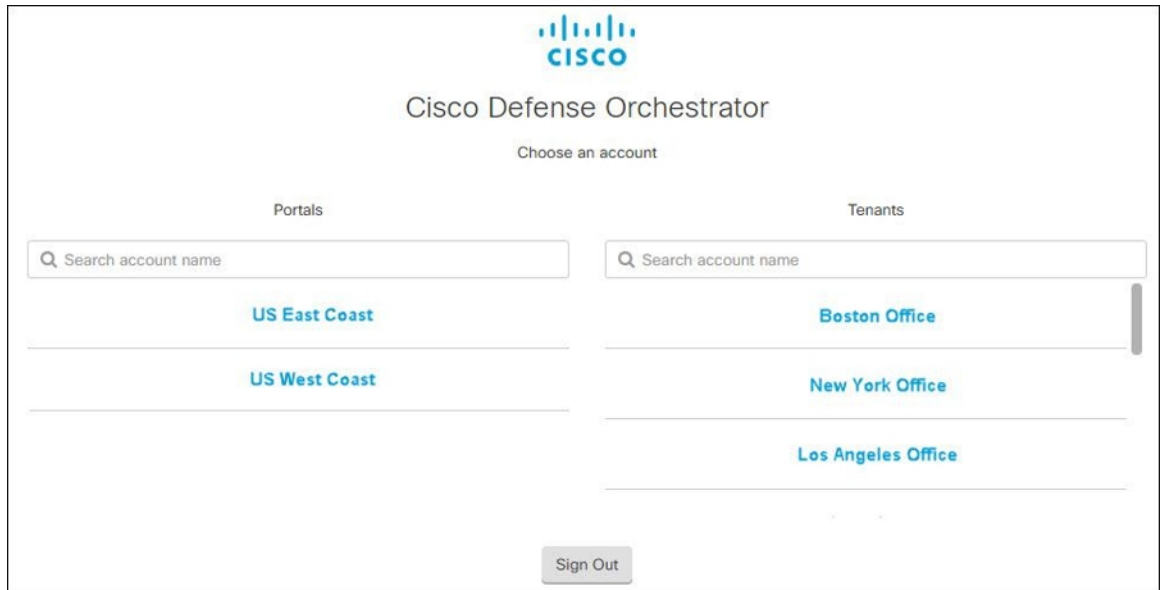 CISCO
Cisco Defense Orchestrator
Choose an account
Portals
Search account name
US East Coast
US West Coast
Tenants
Search account name
Boston Office
New York Office
Los Angeles Office
Sign Out